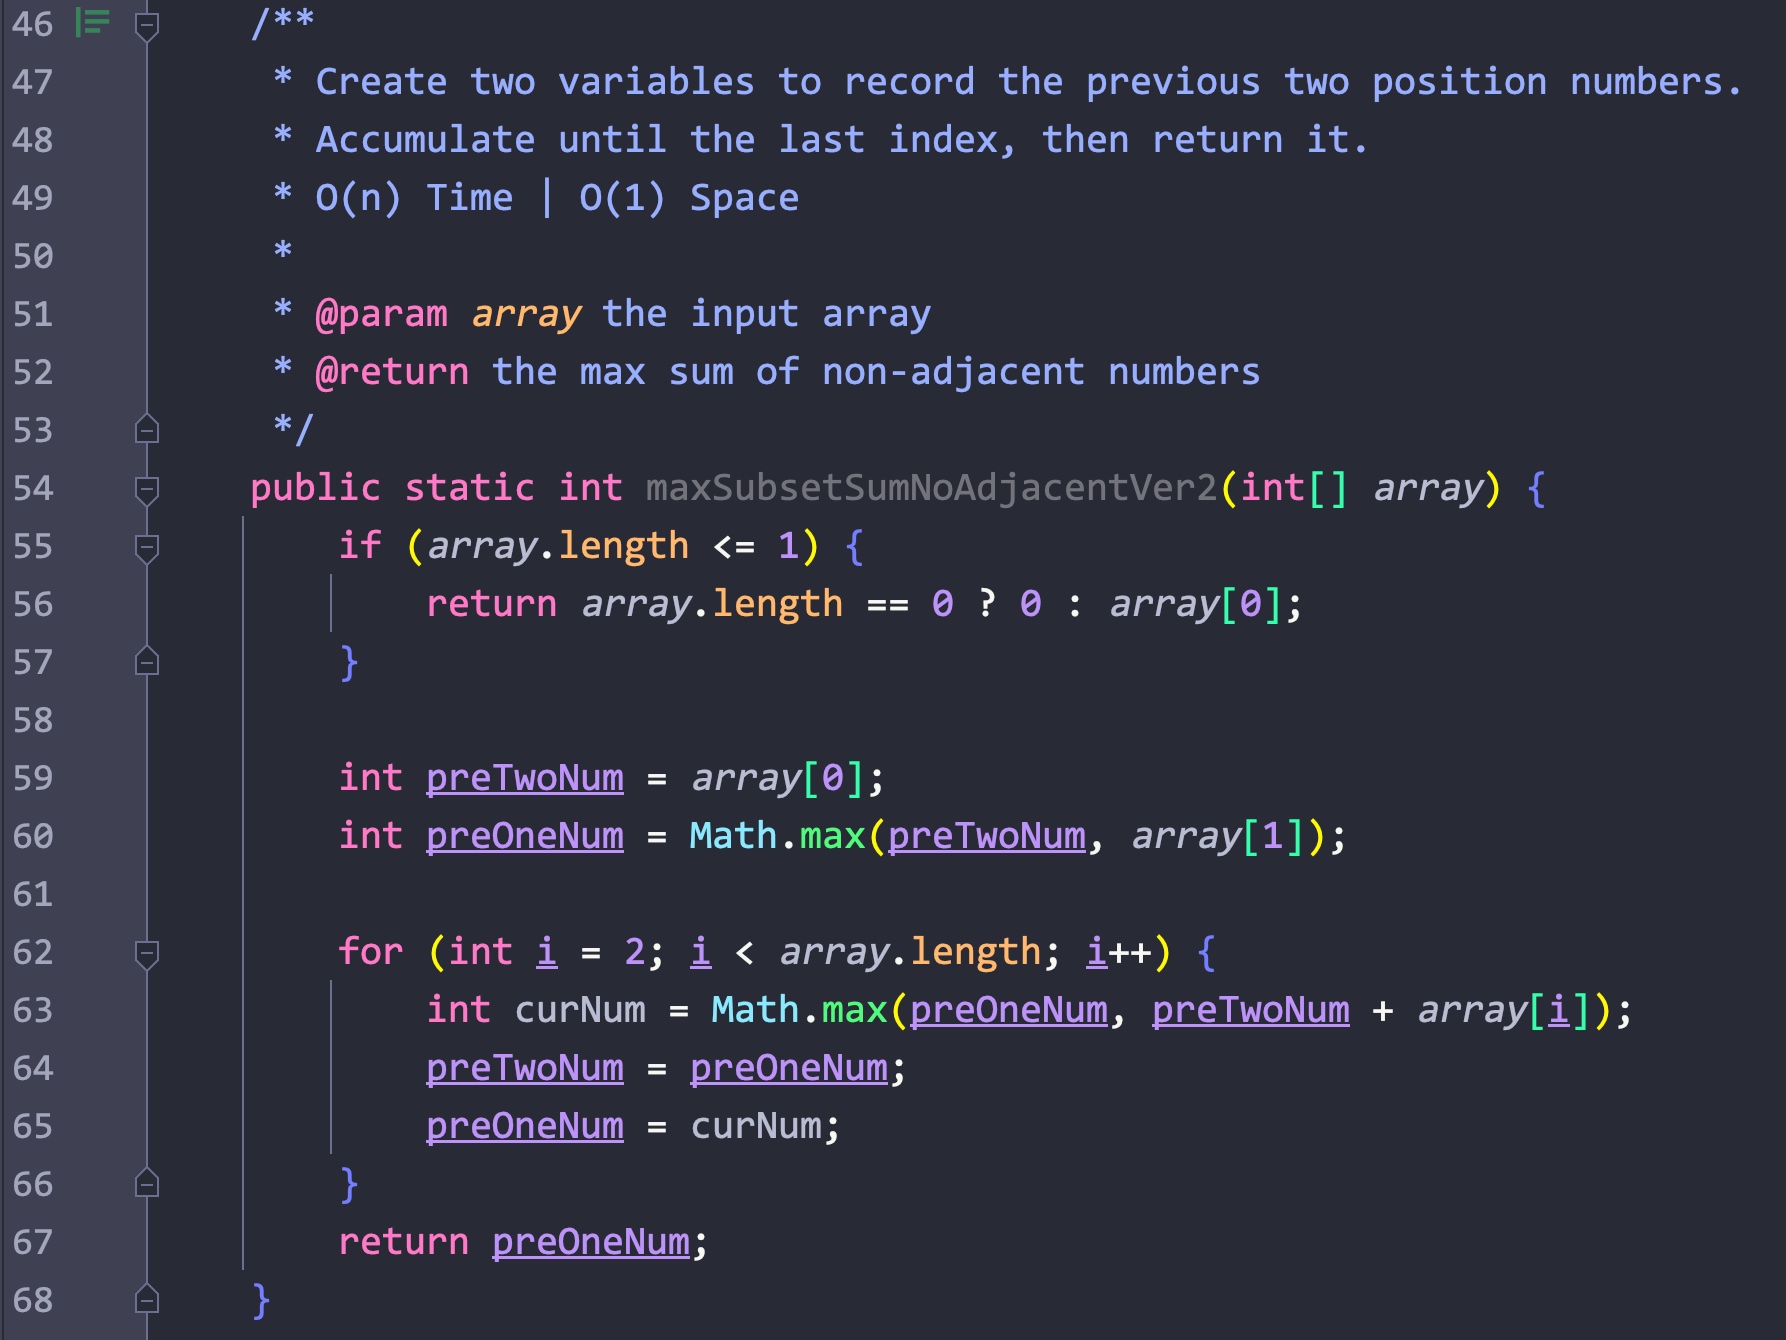 46 /**
47 * Create two variables to record the previous two position numbers.
48 * Accumulate until the last index, then return it.
49 * O(n) Time | O(1) Space
50 *
51 * @param array the input array
52 * @return the max sum of non-adjacent numbers
53 */
54 public static int maxSubsetSumNoAdjacentVer2(int[] array) {
55 if (array.length <= 1) {
56 return array.length == 0 ? 0 : array[0];
57 }
58
59 int preTwoNum = array[0];
60 int preOneNum = Math.max(preTwoNum, array[1]);
61
62 for (int i = 2; i < array.length; i++) {
63 int curNum = Math.max(preOneNum, preTwoNum + array[i]);
64 preTwoNum = preOneNum;
65 preOneNum = curNum;
66 }
67 return preOneNum;
68 }